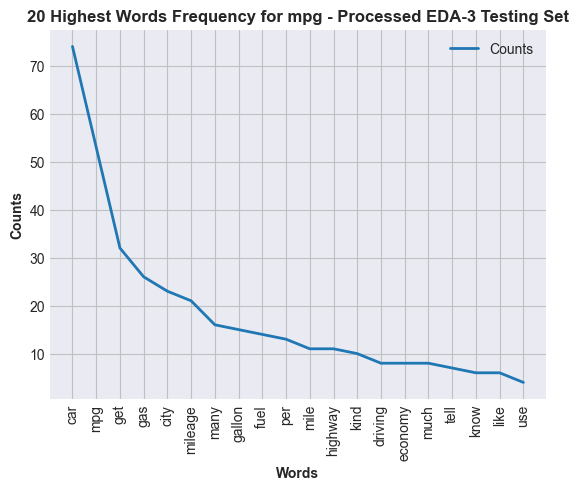 20 Highest Words Frequency for mpg - Processed EDA-3 Testing Set
Counts
Counts
70
60
50
40
30
20
10
car
mpg
get
gas
city
mileage
many
gallon
fuel
per
mile
highway
kind
driving
economy
much
tell
know
like
use
Words